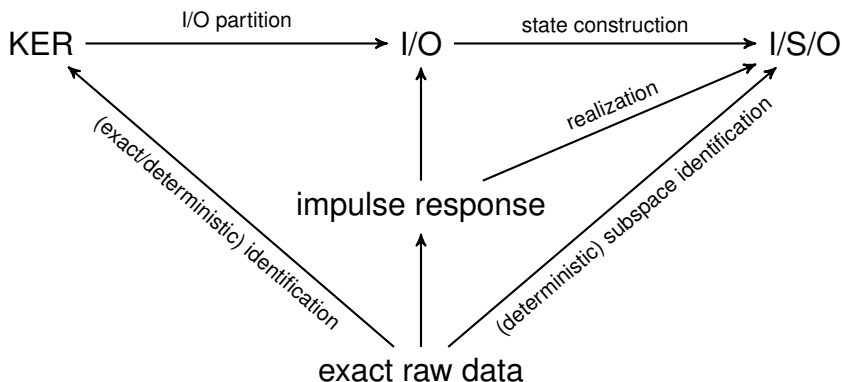 I/O partition
state construction
KER
I/O
I/S/O
realization
(exact/deterministic) identification
(deterministic) subspace identification
impulse response
exact raw data